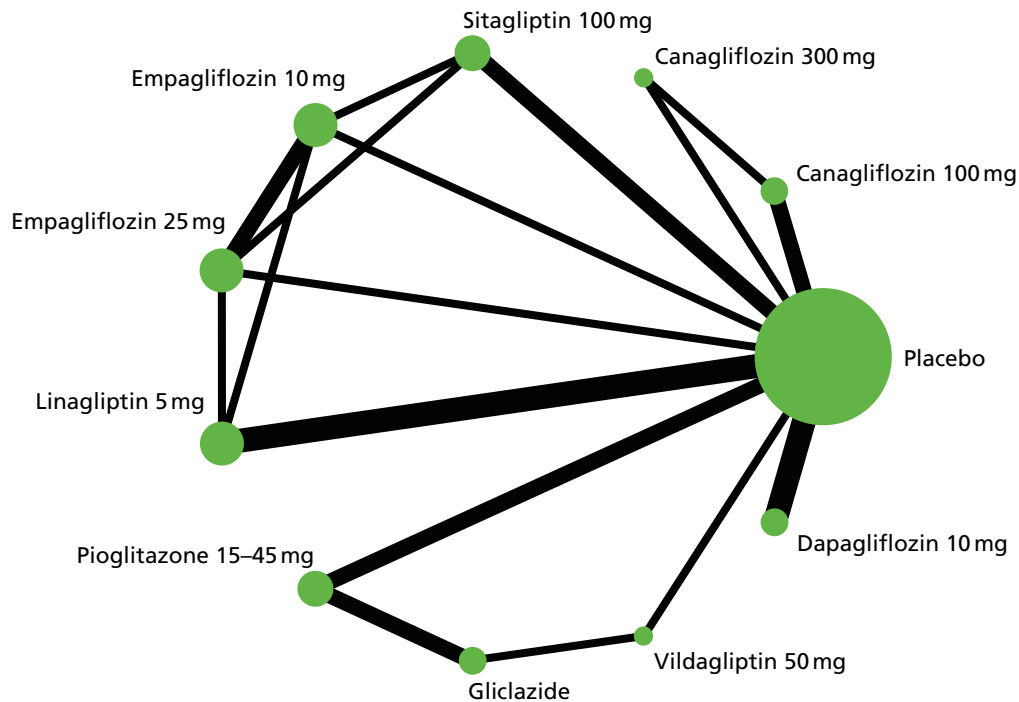 Sitagliptin 100 mg
Canagliflozin 300 mg
Empagliflozin 10 mg
Canagliflozin 100 mg
Empagliflozin 25 mg
Placebo
Linagliptin 5 mg
Dapagliflozin 10 mg
Pioglitazone 15–45 mg
Vildagliptin 50 mg
Gliclazide